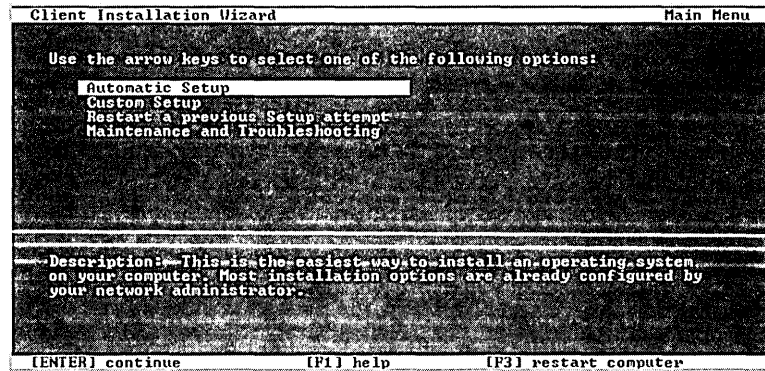 Client Installation Wizard Main Menu
Use the arrow keys to select one of the following options:
Automatic Setup
Custom Setup
Restart a previous Setup attempt
Maintenance and Troubleshooting
Description: This is the easiest way to install an operating system
on your computer. Most installation options are already configured by
your network administrator.
[ENTER] continue [F1] help [F3] restart computer